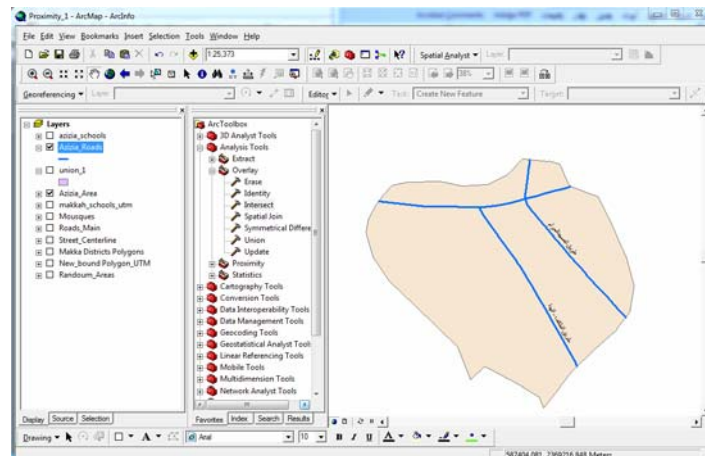 Proximity_1 - ArcMap - ArcInfo
File Edit View Bookmarks Insert Selection Tools Window Help
1:25,373
Spatial Analyst
Layer:
Georeferencing
Layer:
Editor
Task: Create New Feature
Target:
Layers
azizia_schools
Azizia_Roads
union_1
Azizia_Area
makkah_schools_utm
Mousques
Roads_Main
Street_Centerline
Makka Districts Polygons
New_bound Polygon_UTM
Randoum_Areas
Display Source Selection
ArcToolbox
3D Analyst Tools
Analysis Tools
Extract
Overlay
Erase
Identity
Intersect
Spatial Join
Symmetrical Differe
Union
Update
Proximity
Statistics
Cartography Tools
Conversion Tools
Data Interoperability Tools
Data Management Tools
Geocoding Tools
Geostatistical Analyst Tools
Linear Referencing Tools
Mobile Tools
Multidimension Tools
Network Analyst Tools
Favorites Index Search Results
Drawing
A
Arial
10
B I U A
587404.081 2369216.848 Meters